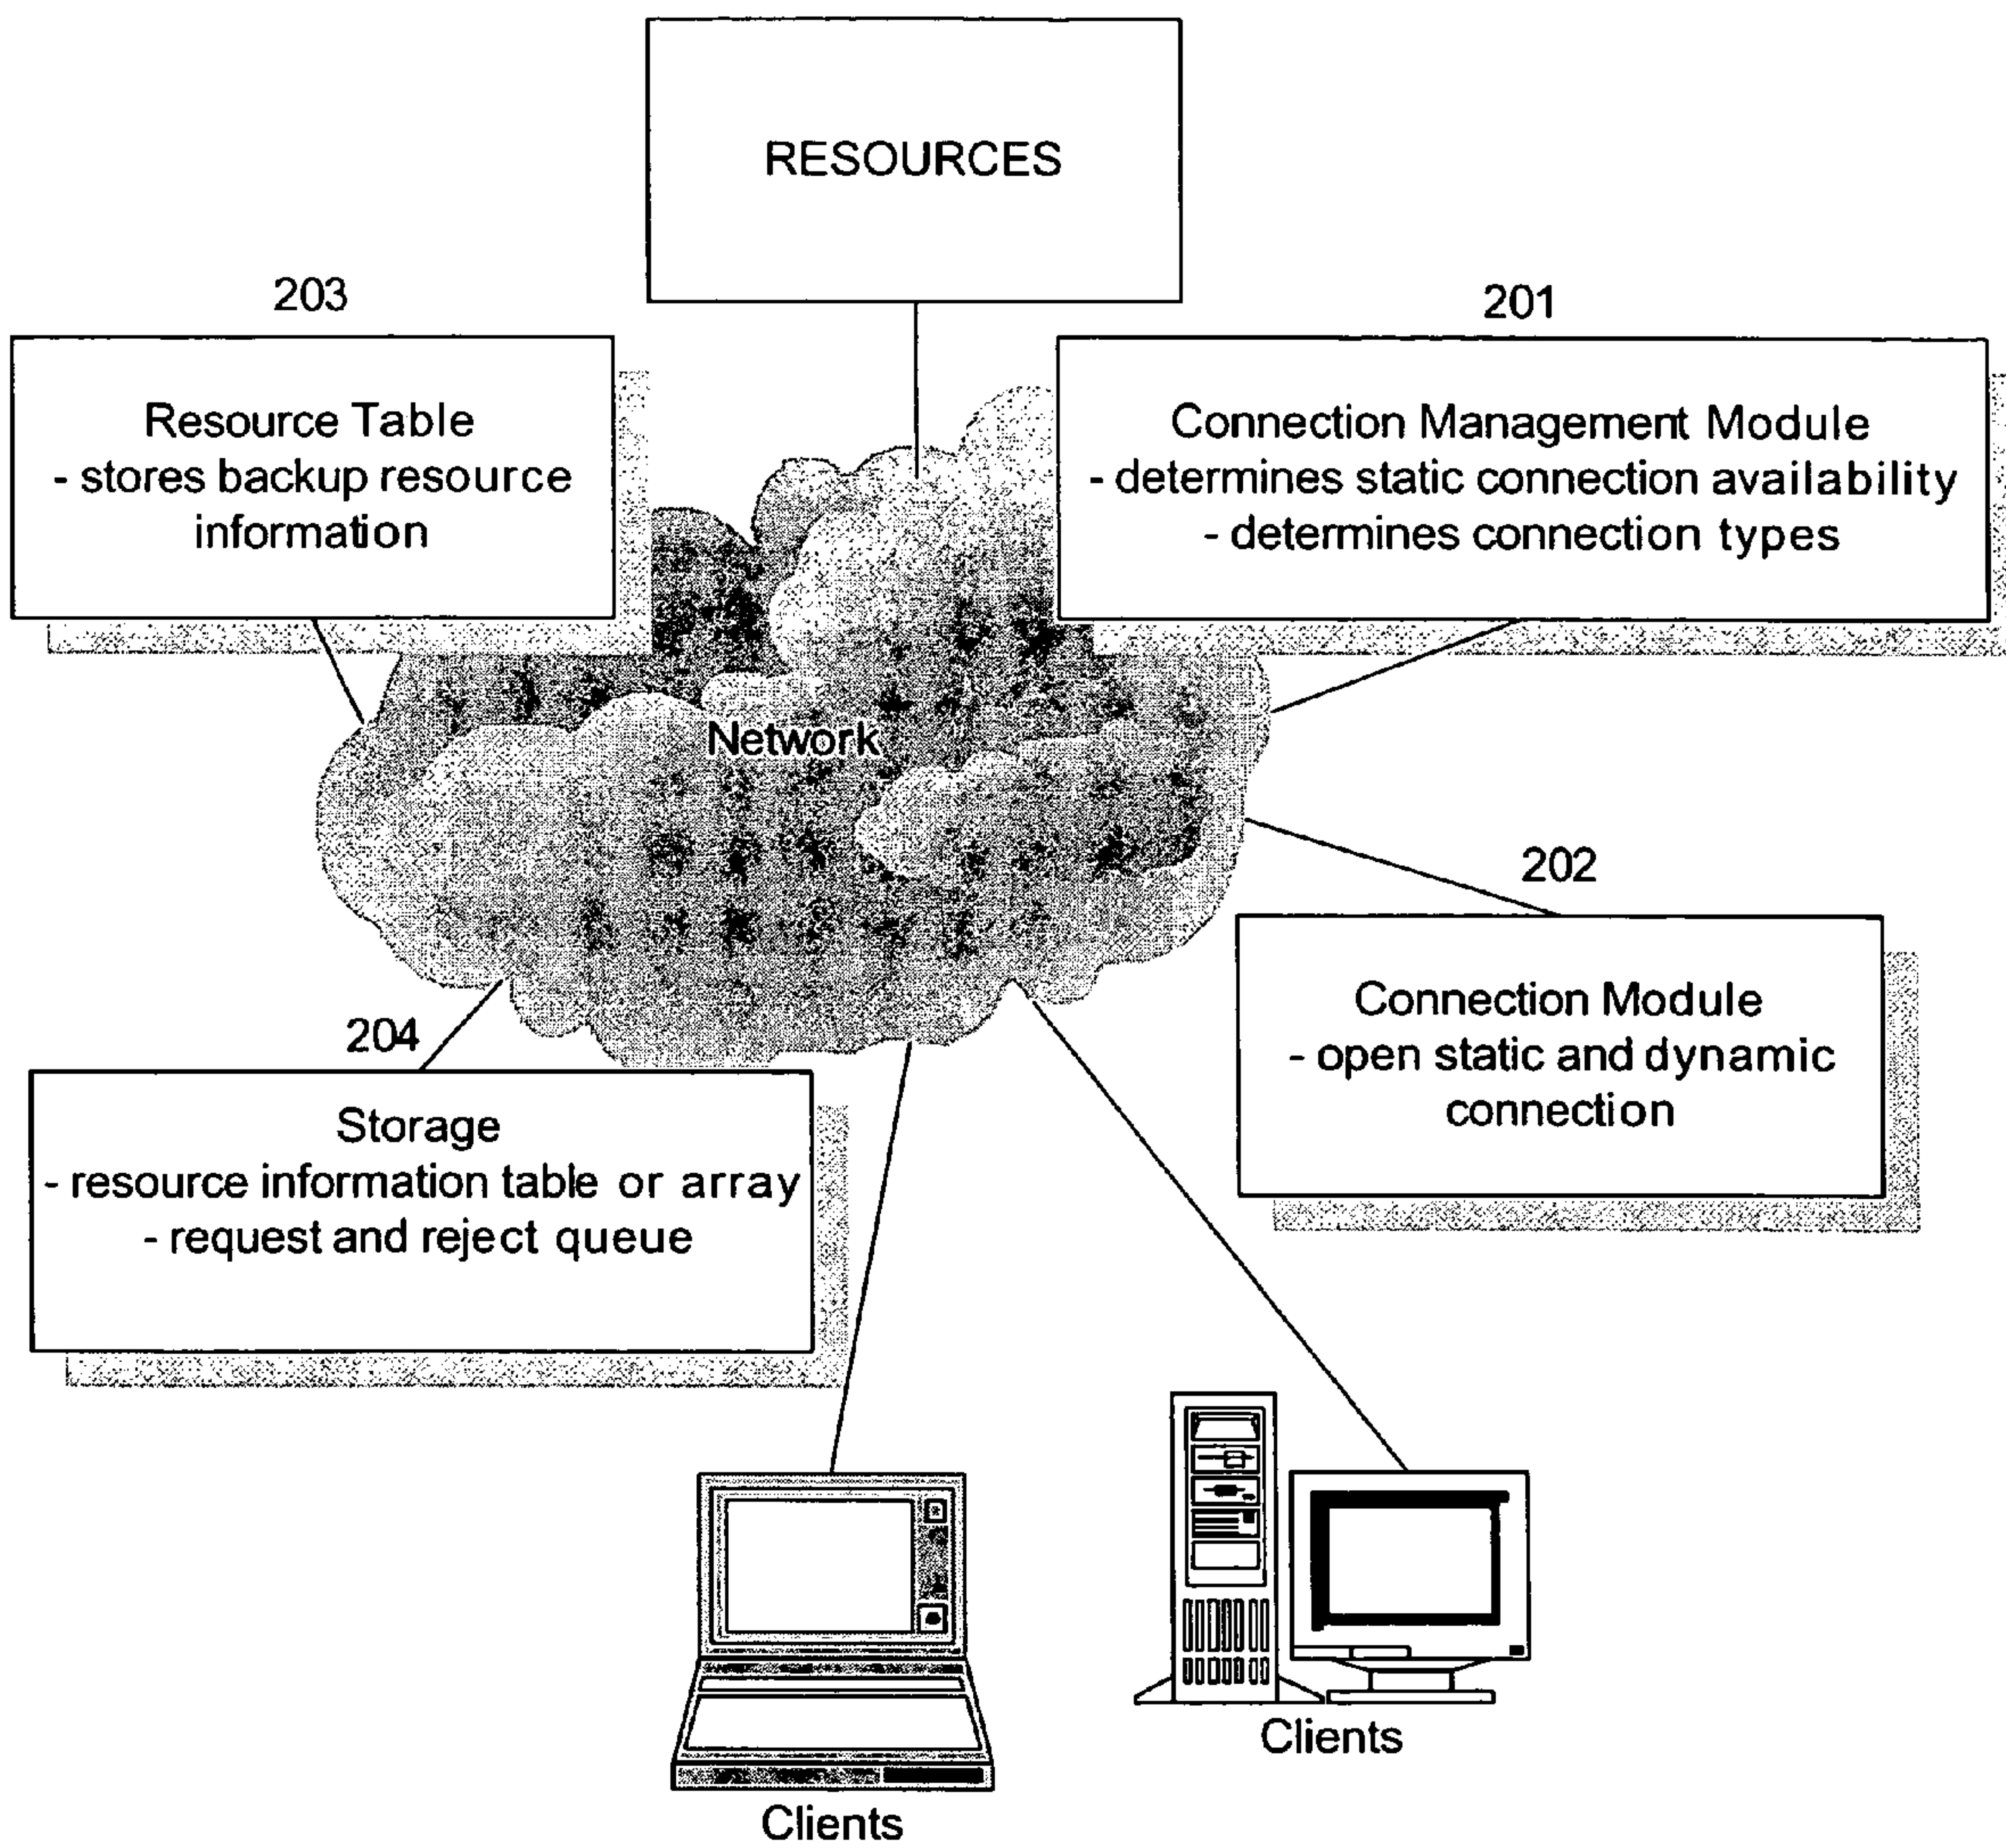 RESOURCES
203
Resource Table
- stores backup resource
information
201
Connection Management Module
- determines static connection availability
- determines connection types
Network
202
Connection Module
- open static and dynamic
connection
204
Storage
- resource information table or array
- request and reject queue
Clients
Clients